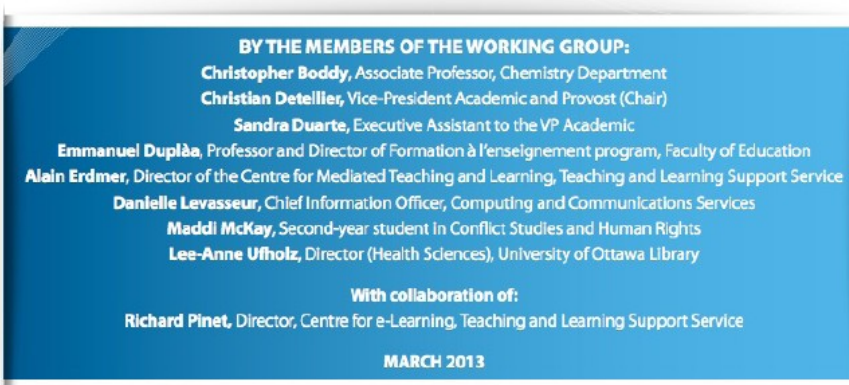 BY THE MEMBERS OF THE WORKING GROUP:
Christopher Boddy, Associate Professor, Chemistry Department
Christian Detellier, Vice-President Academic and Provost (Chair)
Sandra Duarte, Executive Assistant to the VP Academic
Emmanuel Duplàa, Professor and Director of Formation à l'enseignement program, Faculty of Education
Alain Erdmer, Director of the Centre for Mediated Teaching and Learning, Teaching and Learning Support Service
Danielle Levasseur, Chief Information Officer, Computing and Communications Services
Maddi McKay, Second-year student in Conflict Studies and Human Rights
Lee-Anne Ufholz, Director (Health Sciences), University of Ottawa Library
With collaboration of:
Richard Pinet, Director, Centre for e-Learning, Teaching and Learning Support Service
MARCH 2013